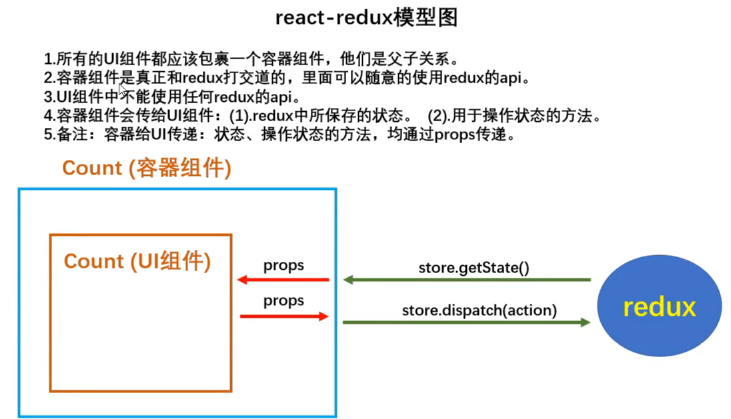 react-redux模型图
1.所有的UI组件都应该包裹一个容器组件，他们是父子关系。
2.容器组件是真正和redux打交道的，里面可以随意的使用redux的api。
3.UI组件中不能使用任何redux的api。
4.容器组件会传给UI组件：(1).redux中所保存的状态。 (2).用于操作状态的方法。
5.备注：容器给UI传递：状态、操作状态的方法，均通过props传递。
Count (容器组件)
Count (UI组件)
props
store.getState()
props
store.dispatch(action)
redux